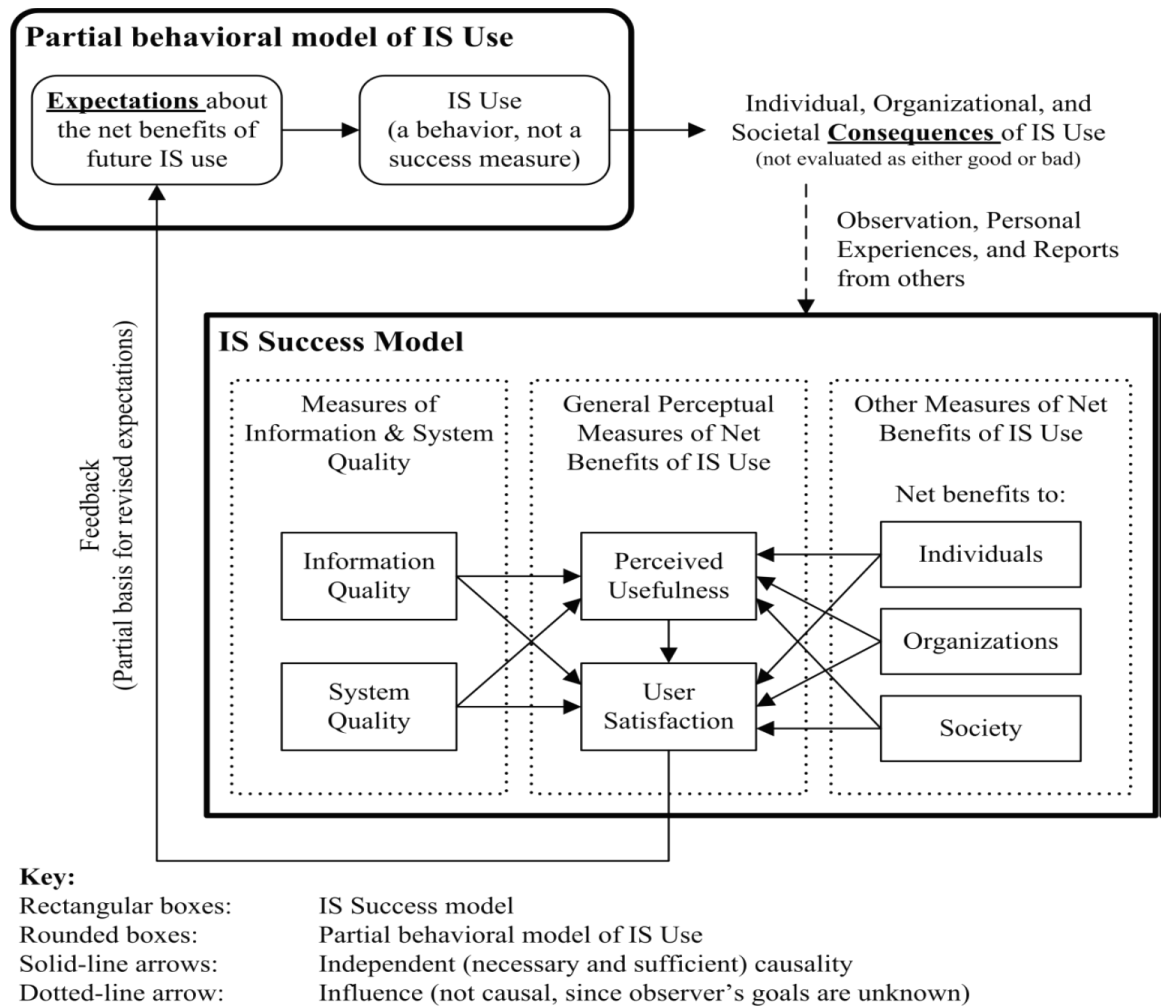 Partial behavioral model of IS Use
Expectations about
the net benefits of
future IS use
IS Use
(a behavior, not a
success measure)
Individual, Organizational, and
Societal Consequences of IS Use
(not evaluated as either good or bad)
Observation, Personal
Experiences, and Reports
from others
Feedback
(Partial basis for revised expectations)
IS Success Model
Measures of
Information & System
Quality
General Perceptual
Measures of Net
Benefits of IS Use
Other Measures of Net
Benefits of IS Use
Net benefits to:
Information
Quality
System
Quality
Perceived
Usefulness
User
Satisfaction
Individuals
Organizations
Society
Key:
Rectangular boxes: IS Success model
Rounded boxes: Partial behavioral model of IS Use
Solid-line arrows: Independent (necessary and sufficient) causality
Dotted-line arrow: Influence (not causal, since observer's goals are unknown)